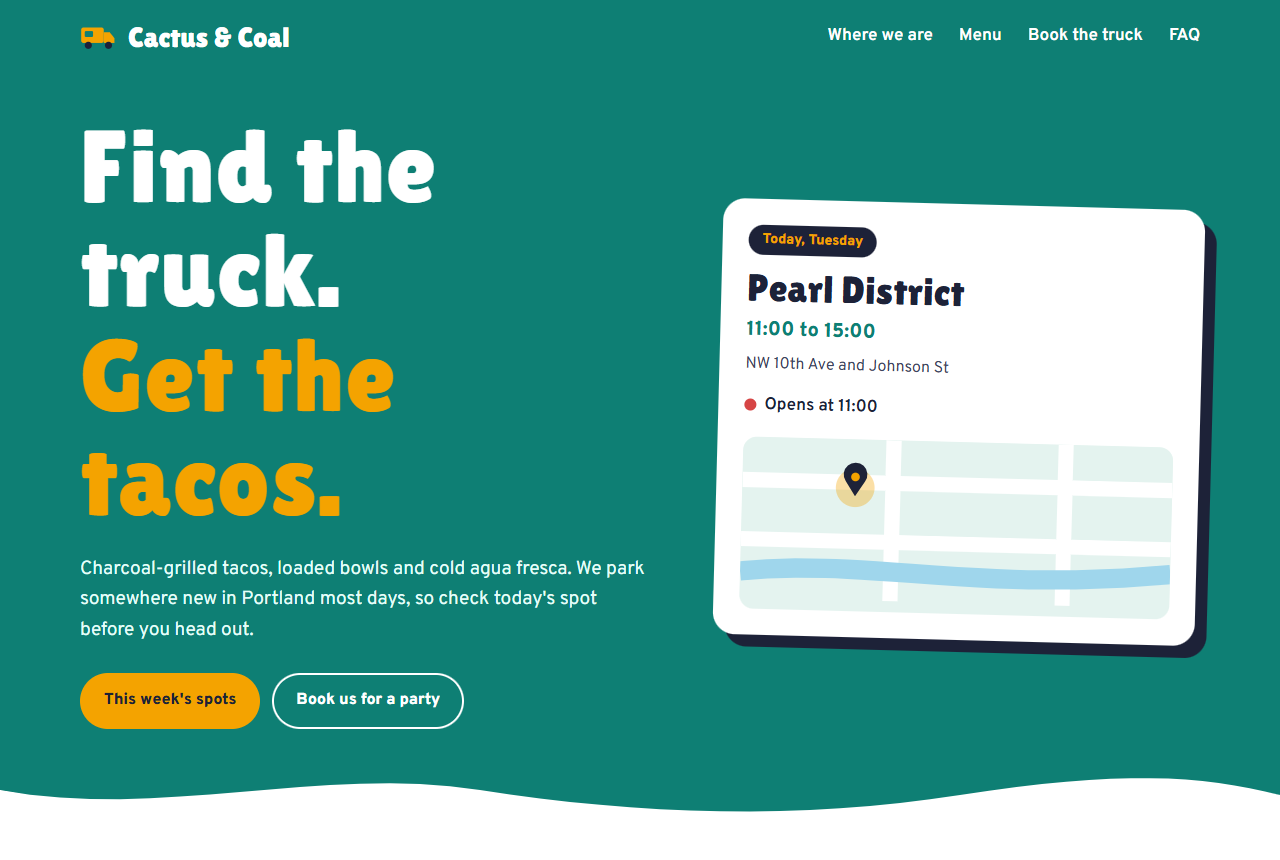 Cactus & Coal
Where we are
Menu
Book the truck
FAQ
Find the
truck.
Get the
tacos.
Charcoal-grilled tacos, loaded bowls and cold agua fresca. We park
somewhere new in Portland most days, so check today's spot
before you head out.
This week's spots
Book us for a party
Today, Tuesday
Pearl District
11:00 to 15:00
NW 10th Ave and Johnson St
Opens at 11:00